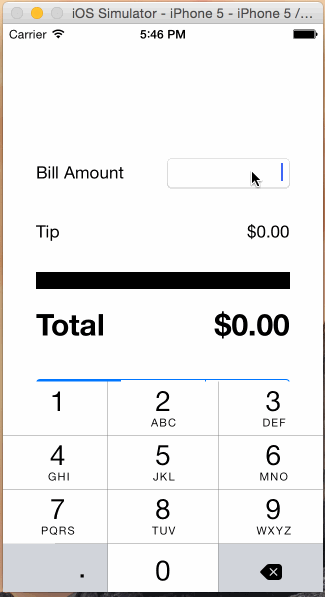 iOS Simulator - iPhone 5 - iPhone 5 /...
Carrier 5:46 PM
Bill Amount
Tip $0.00
Total $0.00
1 2 3
ABC DEF
4 5 6
GHI JKL MNO
7 8 9
PQRS TUV WXYZ
. 0